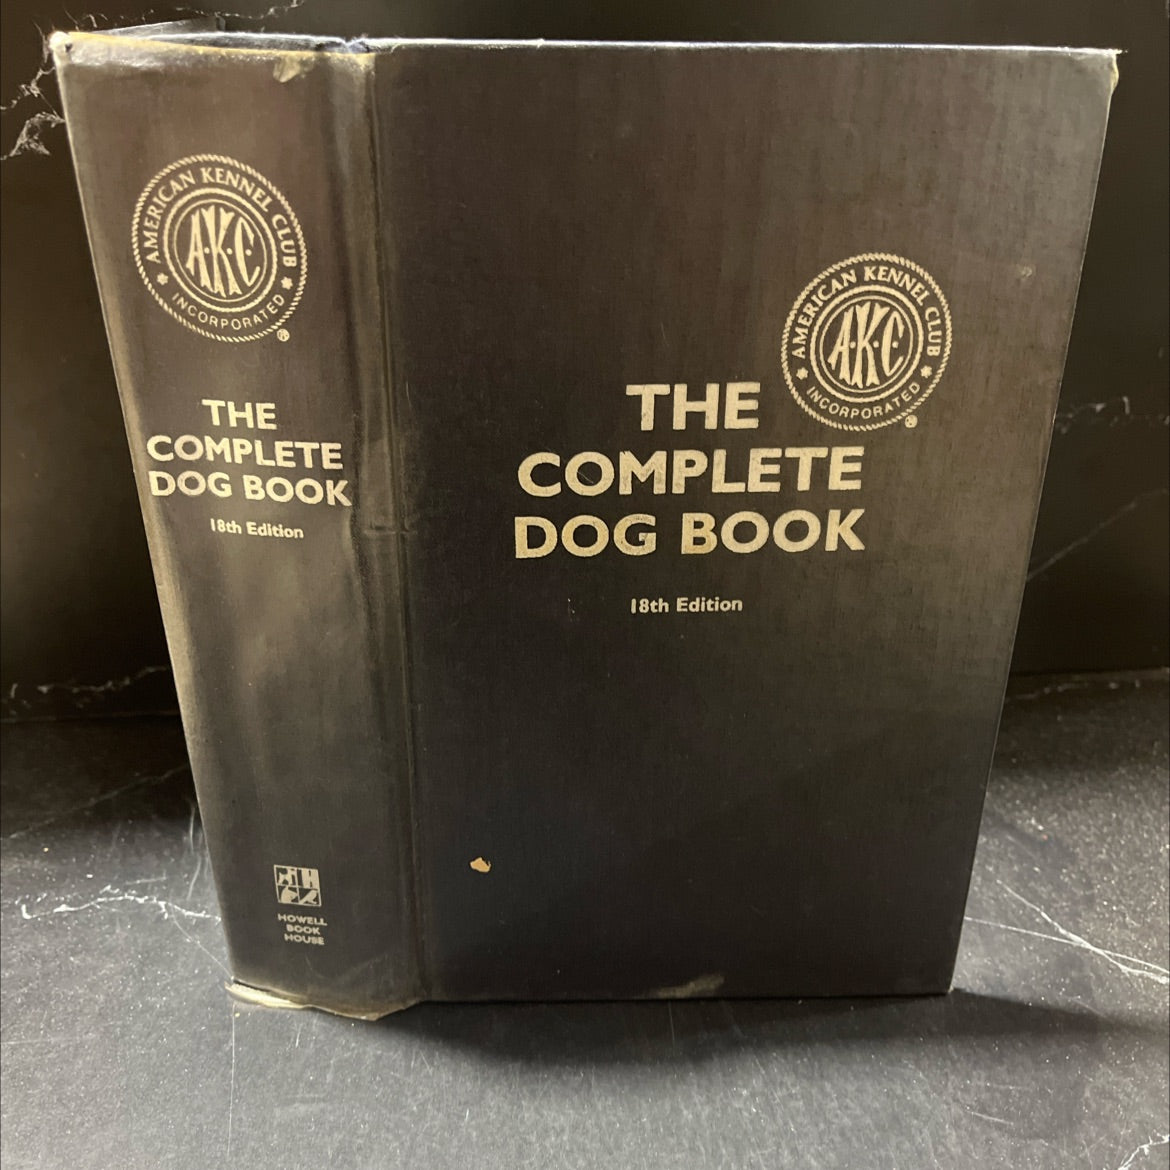 AMERICAN KENNEL CLUB
A·K·C
INCORPORATED
®
THE
COMPLETE
DOG BOOK
18th Edition
HOWELL
BOOK
HOUSE
AMERICAN KENNEL CLUB
A·K·C
INCORPORATED
®
THE
COMPLETE
DOG BOOK
18th Edition